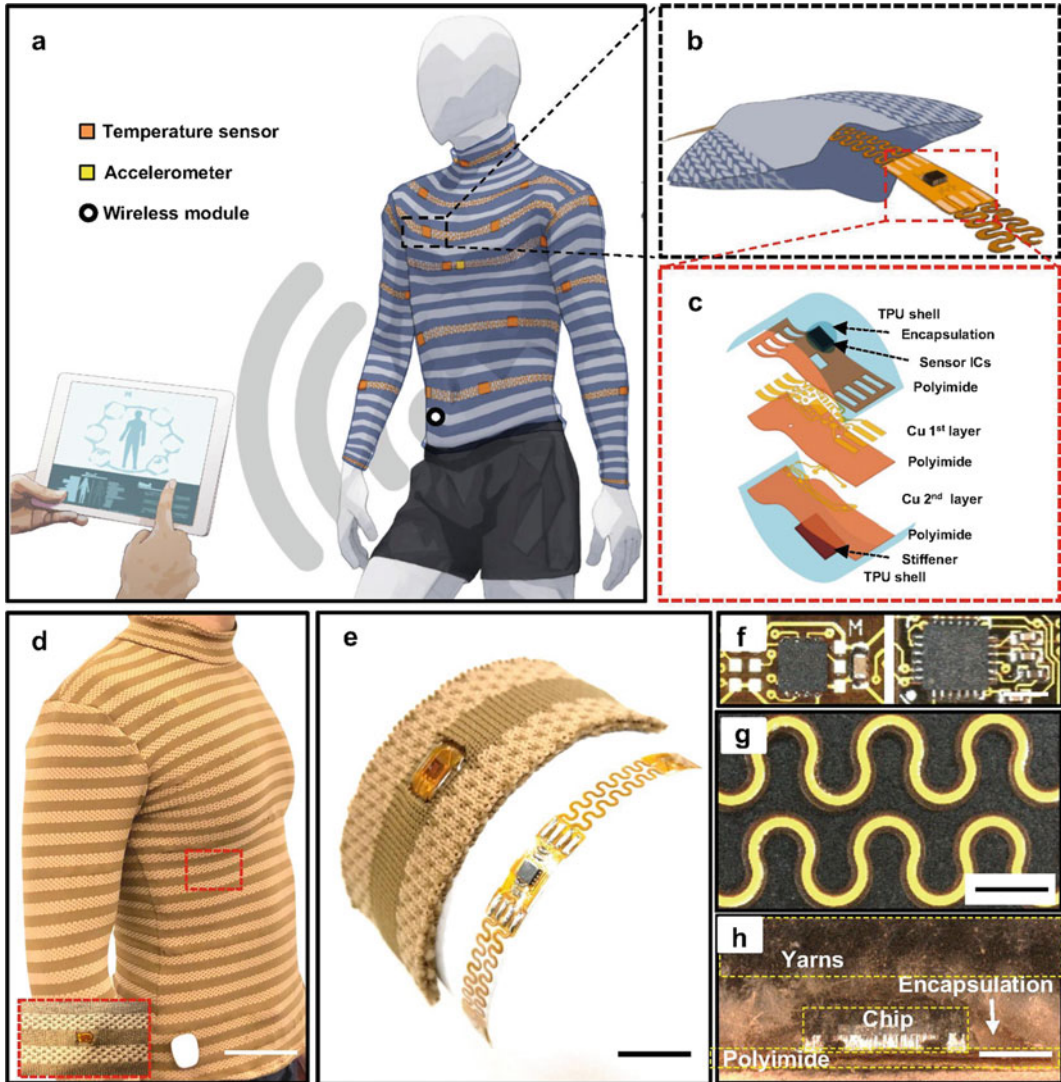 a
Temperature sensor
Accelerometer
Wireless module
b
c
TPU shell
Encapsulation
Sensor ICs
Polyimide
Cu 1st layer
Polyimide
Cu 2nd layer
Polyimide
Stiffener
TPU shell
d
e
f
M
g
h
Yarns
Encapsulation
Chip
Polyimide